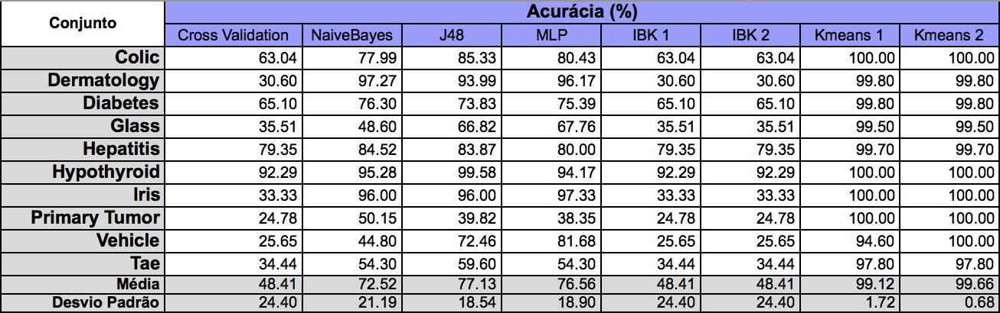 Conjunto Acurácia (%)
Cross Validation NaiveBayes J48 MLP IBK 1 IBK 2 Kmeans 1 Kmeans 2
Colic 63.04 77.99 85.33 80.43 63.04 63.04 100.00 100.00
Dermatology 30.60 97.27 93.99 96.17 30.60 30.60 99.80 99.80
Diabetes 65.10 76.30 73.83 75.39 65.10 65.10 99.80 99.80
Glass 35.51 48.60 66.82 67.76 35.51 35.51 99.50 99.50
Hepatitis 79.35 84.52 83.87 80.00 79.35 79.35 99.70 99.70
Hypothyroid 92.29 95.28 99.58 94.17 92.29 92.29 100.00 100.00
Iris 33.33 96.00 96.00 97.33 33.33 33.33 100.00 100.00
Primary Tumor 24.78 50.15 39.82 38.35 24.78 24.78 100.00 100.00
Vehicle 25.65 44.80 72.46 81.68 25.65 25.65 94.60 100.00
Tae 34.44 54.30 59.60 54.30 34.44 34.44 97.80 97.80
Média 48.41 72.52 77.13 76.56 48.41 48.41 99.12 99.66
Desvio Padrão 24.40 21.19 18.54 18.90 24.40 24.40 1.72 0.68